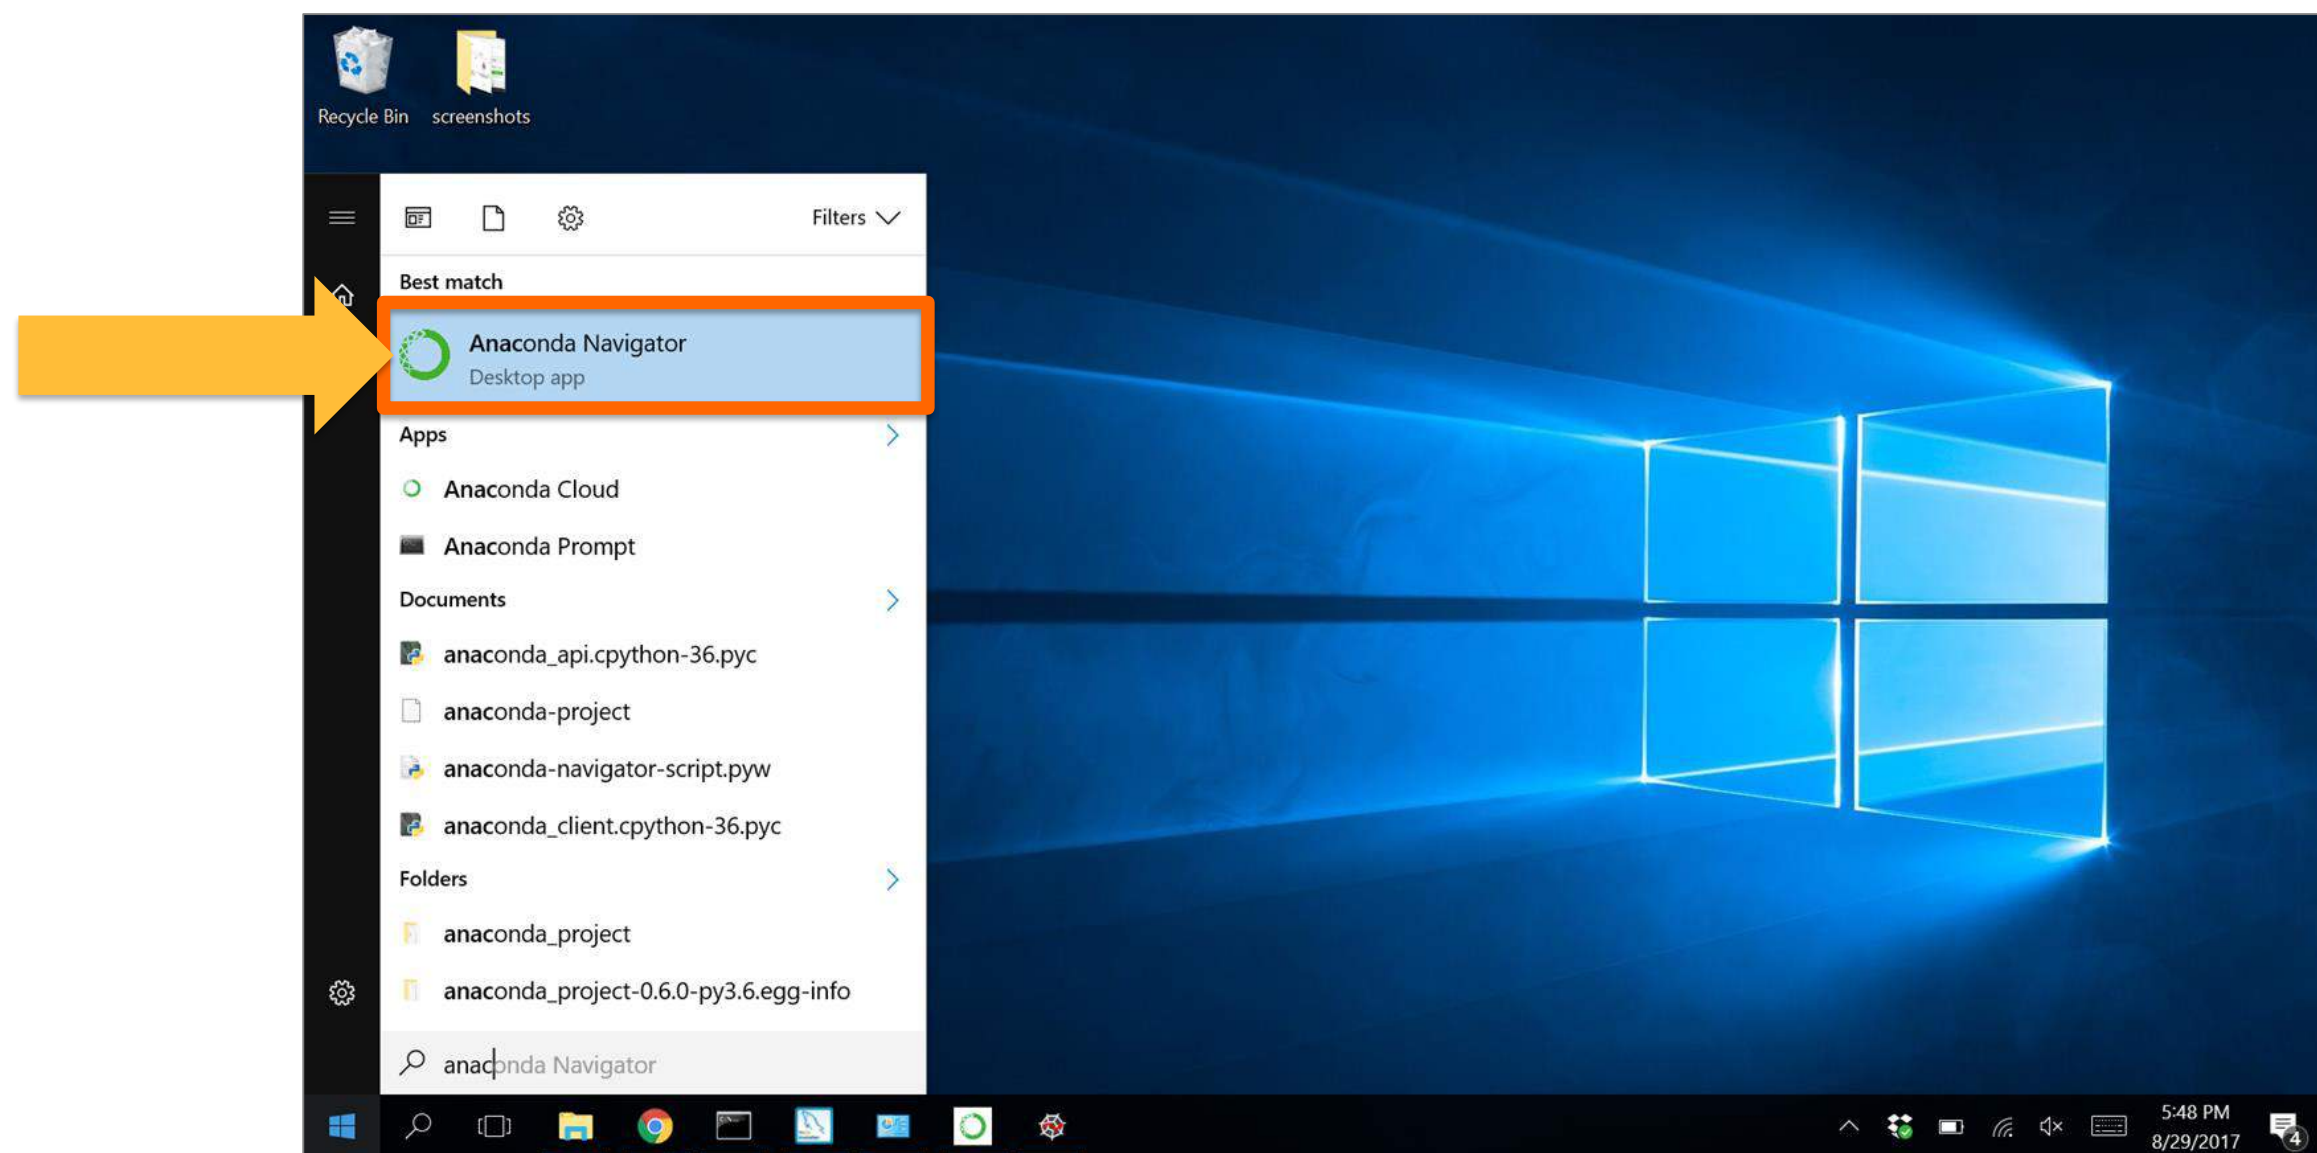 Recycle Bin
screenshots
Filters
Best match
Anaconda Navigator
Desktop app
Apps
Anaconda Cloud
Anaconda Prompt
Documents
anaconda_api.cpython-36.pyc
anaconda-project
anaconda-navigator-script.pyw
anaconda_client.cpython-36.pyc
Folders
anaconda_project
anaconda_project-0.6.0-py3.6.egg-info
anaconda Navigator
5:48 PM
8/29/2017
4